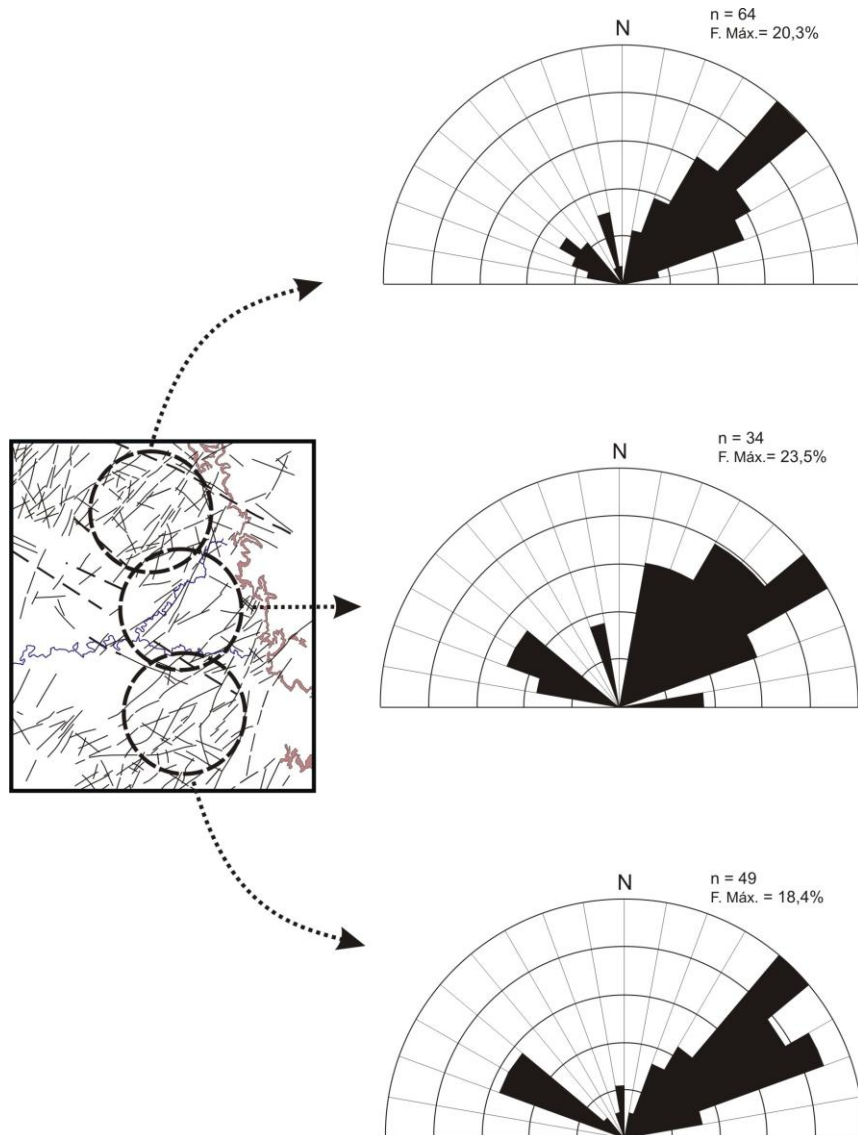 n = 64
F. Máx.= 20,3%
N
n = 34
F. Máx.= 23,5%
N
n = 49
F. Máx. = 18,4%
N